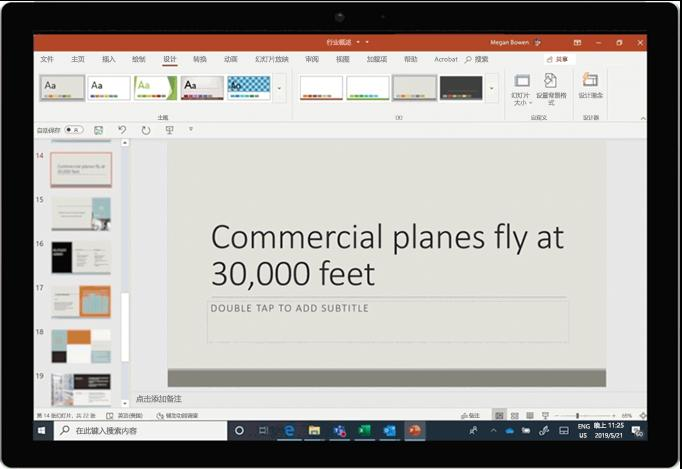 行业概述
Megan Bowen
文件 主页 插入 绘制 设计 转换 动画 幻灯片放映 审阅 视图 加载项 帮助 Acrobat 搜索 共享
Aa Aa Aa Aa Aa
幻灯片大小 设置背景格式 设计理念
主题 自定义 设计器
自动保存
14
Commercial planes fly at
30,000 feet
15
16
17
18
19
Commercial planes fly at
30,000 feet
DOUBLE TAP TO ADD SUBTITLE
点击添加备注
第 14 张幻灯片，共 22 张 英语(美国) 辅助功能 备注 65%
在此键入搜索内容
ENG
US
晚上 11:25
2019/5/21